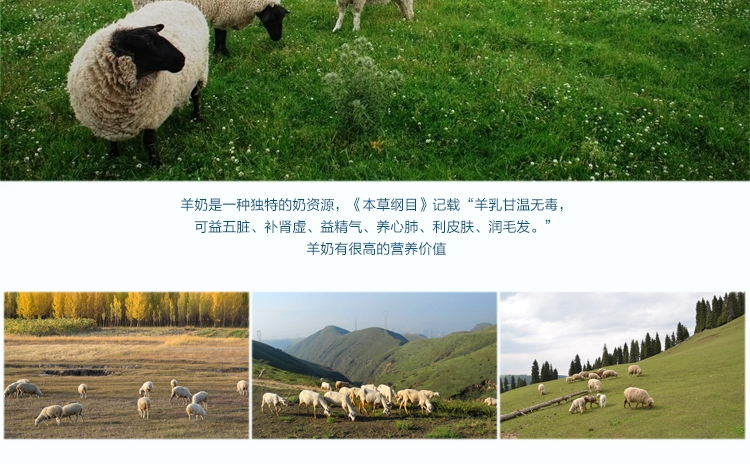 羊奶是一种独特的奶资源，《本草纲目》记载“羊乳甘温无毒，
可益五脏、补肾虚、益精气、养心肺、利皮肤、润毛发。”
羊奶有很高的营养价值